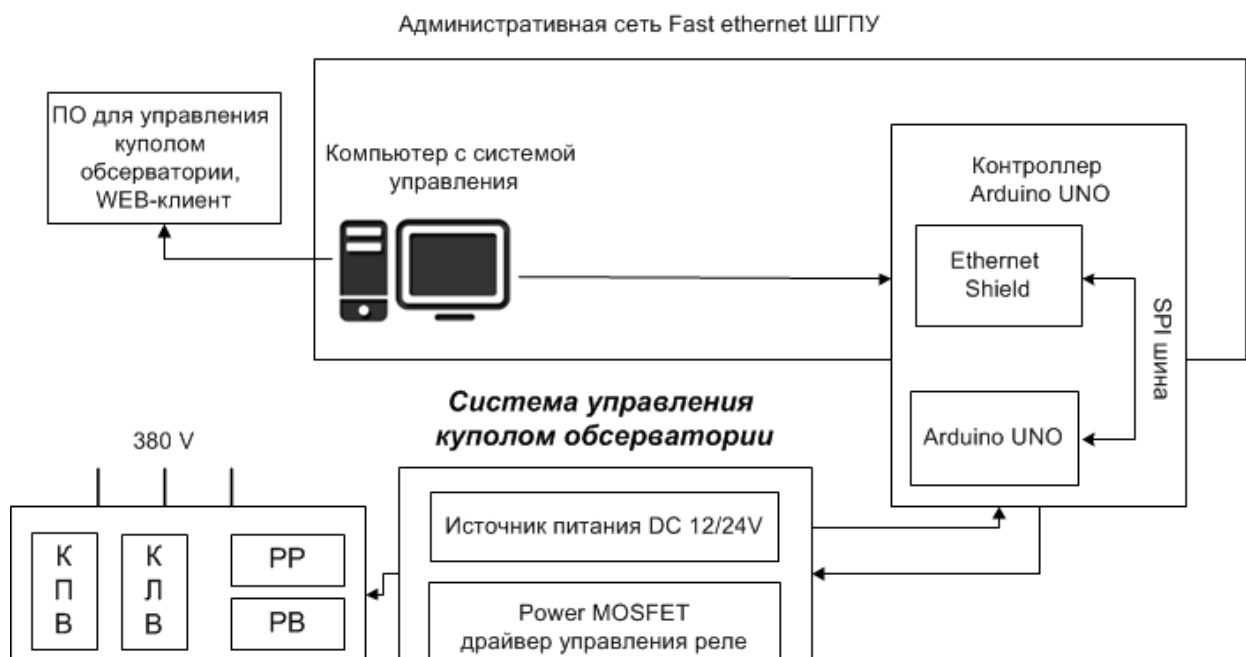 Административная сеть Fast ethernet ШГПУ
ПО для управления
куполом
обсерватории,
WEB-клиент
Компьютер с системой
управления
Контроллер
Arduino UNO
Ethernet
Shield
SPI шина
Arduino UNO
Система управления
куполом обсерватории
380 V
К
П
В
К
Л
В
РР
РВ
Источник питания DC 12/24V
Power MOSFET
драйвер управления реле